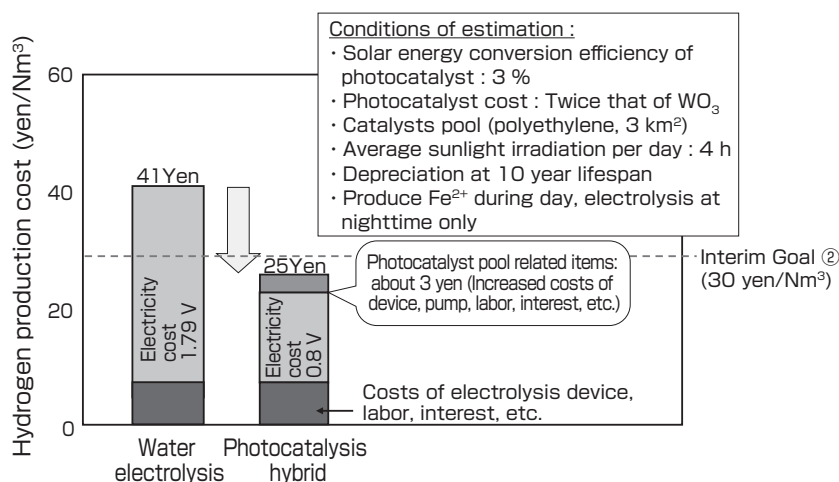 Conditions of estimation :
· Solar energy conversion efficiency of
photocatalyst : 3 %
· Photocatalyst cost : Twice that of WO₃
· Catalysts pool (polyethylene, 3 km²)
· Average sunlight irradiation per day : 4 h
· Depreciation at 10 year lifespan
· Produce Fe²⁺ during day, electrolysis at
nighttime only
Hydrogen production cost (yen/Nm³)
60
40
20
0
41Yen
25Yen
Electricity
cost
1.79 V
Electricity
cost
0.8 V
Photocatalyst pool related items:
about 3 yen (Increased costs of
device, pump, labor, interest, etc.)
Interim Goal ②
(30 yen/Nm³)
Costs of electrolysis device,
labor, interest, etc.
Water
electrolysis
Photocatalysis
hybrid